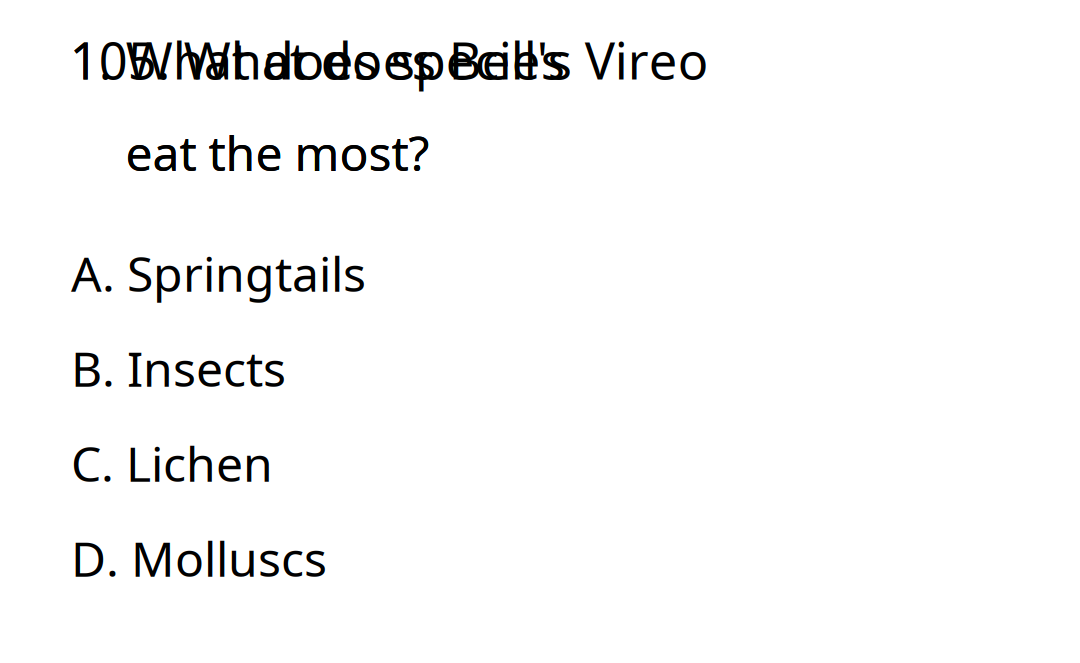 105. What does Bell's Vireo
eat the most?
A. Springtails
B. Insects
C. Lichen
D. Molluscs